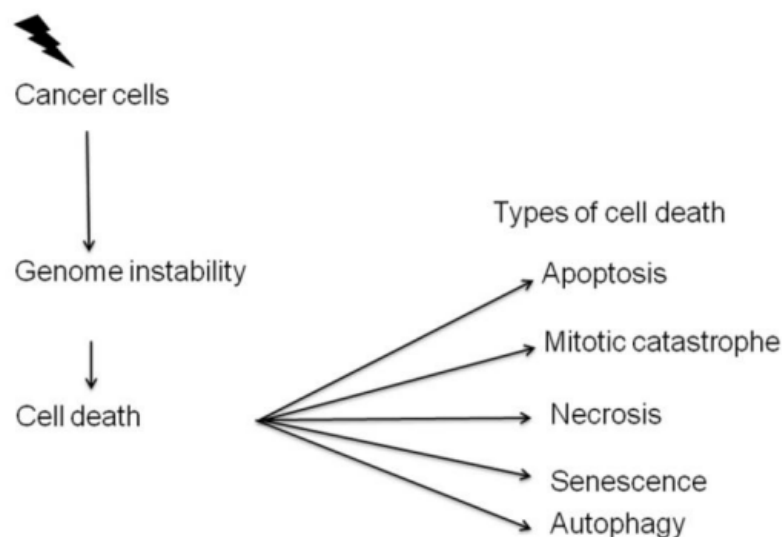 Cancer cells
Genome instability
Cell death
Types of cell death
Apoptosis
Mitotic catastrophe
Necrosis
Senescence
Autophagy